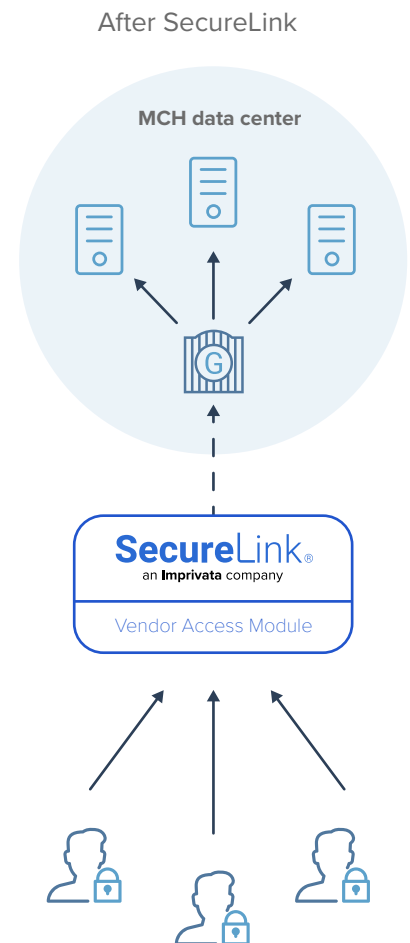 After SecureLink
MCH data center
G
SecureLink®
an Imprivata company
Vendor Access Module